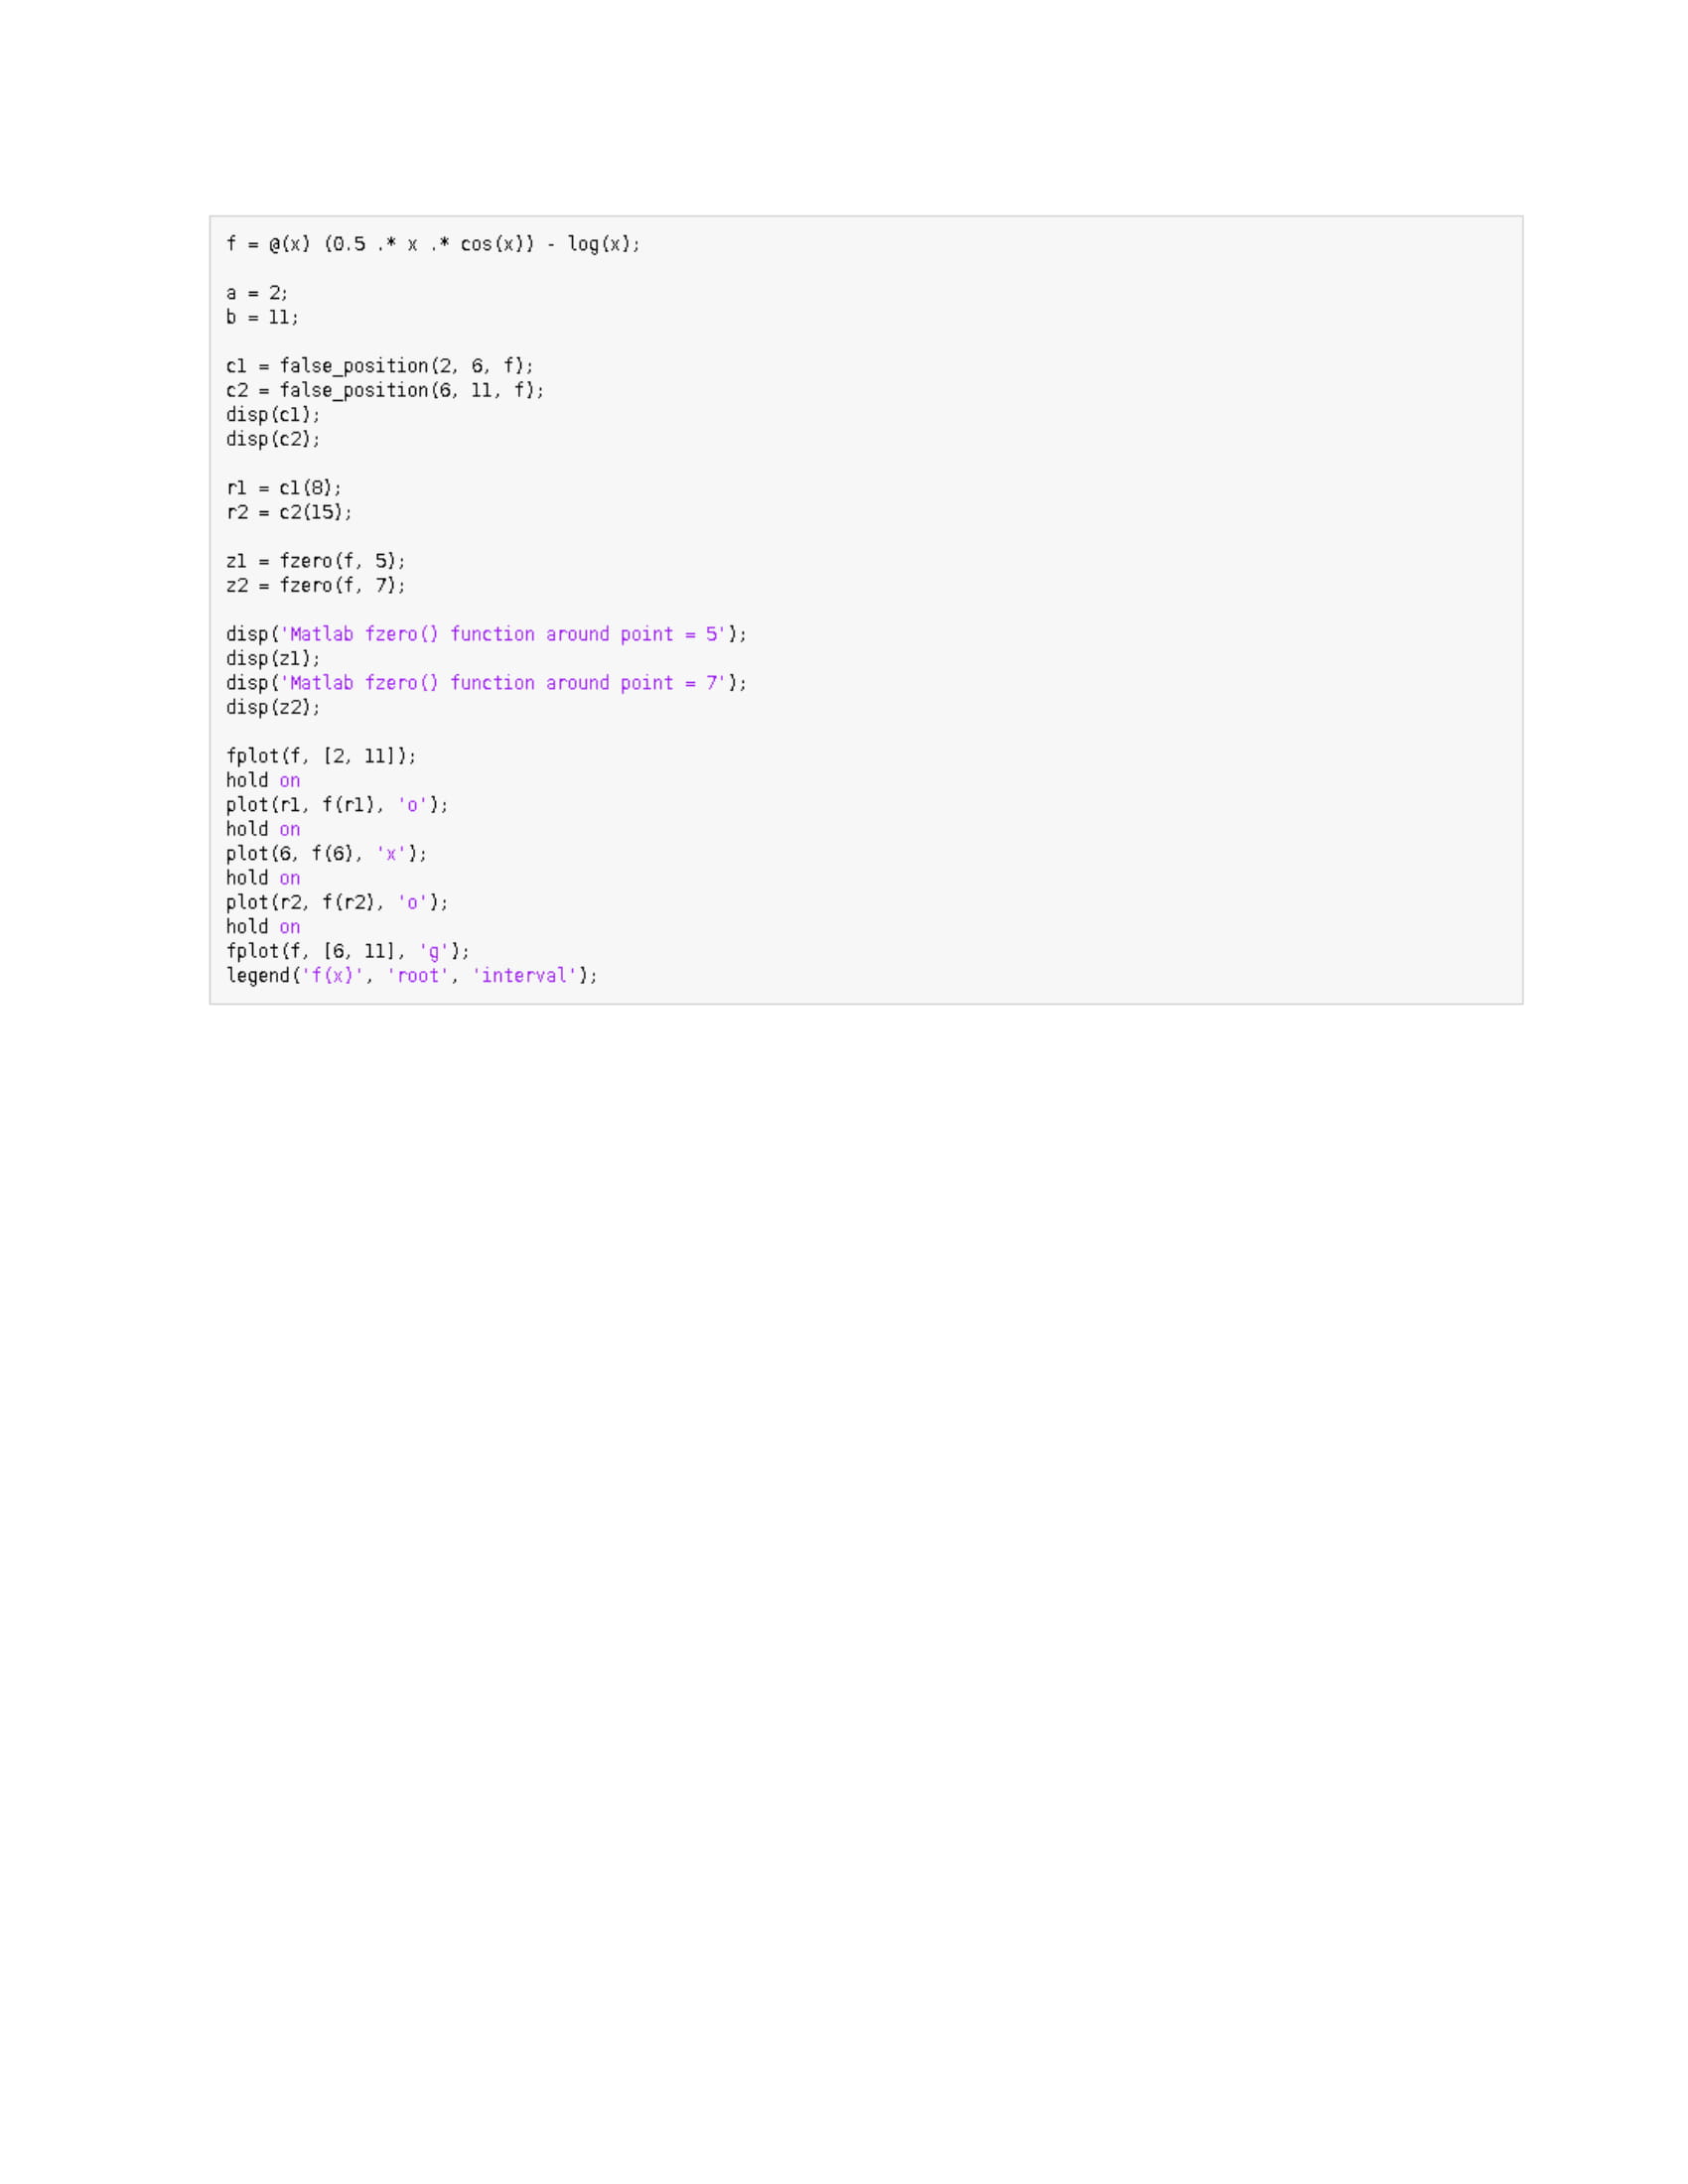 f = @(x) (0.5 .* x .* cos(x)) - log(x);
a = 2;
b = 11;
c1 = false_position(2, 6, f);
c2 = false_position(6, 11, f);
disp(c1);
disp(c2);
r1 = c1(8);
r2 = c2(15);
z1 = fzero(f, 5);
z2 = fzero(f, 7);
disp('Matlab fzero() function around point = 5');
disp(z1);
disp('Matlab fzero() function around point = 7');
disp(z2);
fplot(f, [2, 11]);
hold on
plot(r1, f(r1), 'o');
hold on
plot(6, f(6), 'x');
hold on
plot(r2, f(r2), 'o');
hold on
fplot(f, [6, 11], 'g');
legend('f(x)', 'root', 'interval');